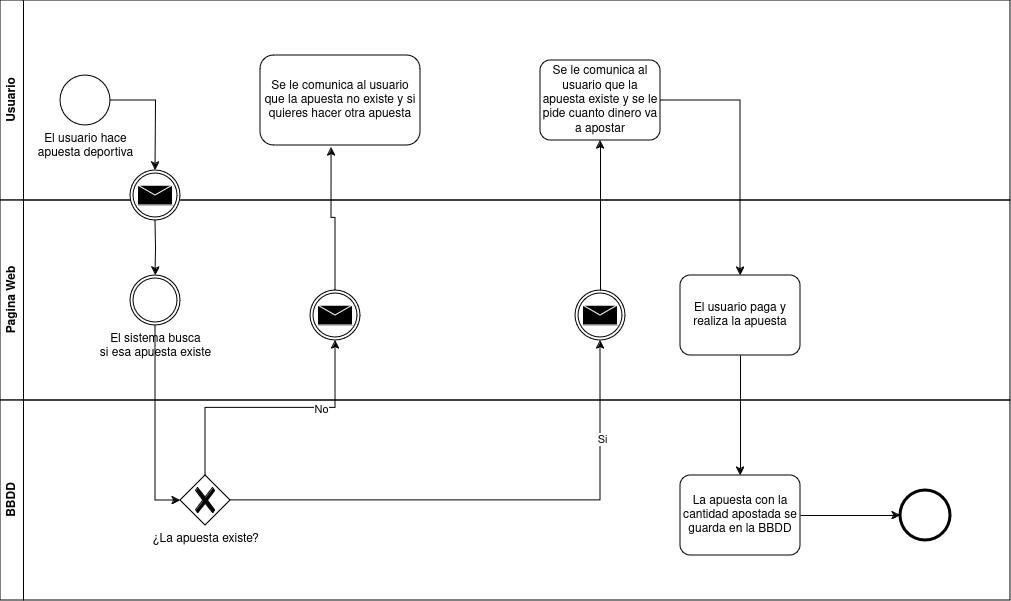 Usuario
El usuario hace
apuesta deportiva
Se le comunica al usuario
que la apuesta no existe y si
quieres hacer otra apuesta
Se le comunica al
usuario que la
apuesta existe y se le
pide cuanto dinero va
a apostar
Pagina Web
El sistema busca
si esa apuesta existe
El usuario paga y
realiza la apuesta
BBDD
No
Si
¿La apuesta existe?
La apuesta con la
cantidad apostada se
guarda en la BBDD